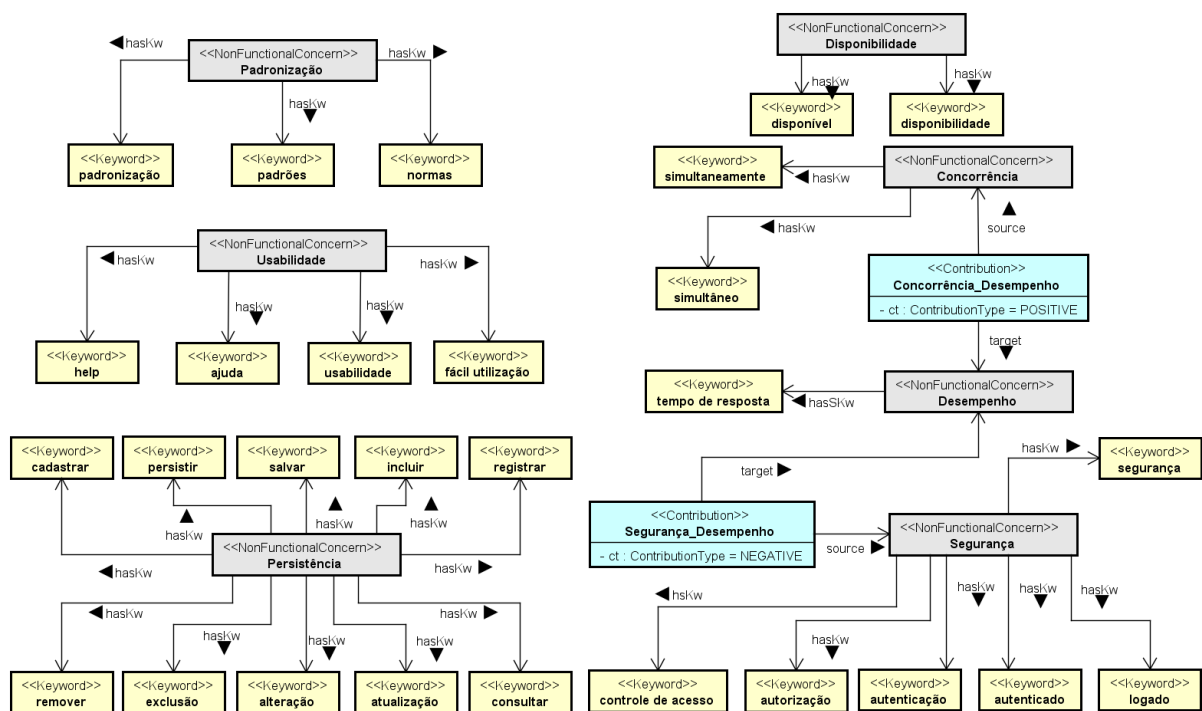 hasKw
<<NonFunctionalConcern>>
Padronização
hasKw
hasKw
<<Keyword>>
padronização
<<Keyword>>
padrões
<<Keyword>>
normas
<<NonFunctionalConcern>>
Usabilidade
hasKw
hasKw
hasKw
hasKw
<<Keyword>>
help
<<Keyword>>
ajuda
<<Keyword>>
usabilidade
<<Keyword>>
fácil utilização
<<Keyword>>
cadastrar
<<Keyword>>
persistir
<<Keyword>>
salvar
<<Keyword>>
incluir
<<Keyword>>
registrar
hasKw
hasKw
hasKw
hasKw
<<NonFunctionalConcern>>
Persistência
hasKw
hasKw
hasKw
hasKw
hasKw
hasKw
<<Keyword>>
remover
<<Keyword>>
exclusão
<<Keyword>>
alteração
<<Keyword>>
atualização
<<Keyword>>
consultar
<<NonFunctionalConcern>>
Disponibilidade
hasKw
hasKw
<<Keyword>>
disponível
<<Keyword>>
disponibilidade
<<Keyword>>
simultaneamente
hasKw
<<NonFunctionalConcern>>
Concorrência
hasKw
source
<<Keyword>>
simultâneo
<<Contribution>>
Concorrência_Desempenho
- ct : ContributionType = POSITIVE
target
<<Keyword>>
tempo de resposta
hasSKw
<<NonFunctionalConcern>>
Desempenho
target
hasKw
<<Keyword>>
segurança
<<Contribution>>
Segurança_Desempenho
- ct : ContributionType = NEGATIVE
source
<<NonFunctionalConcern>>
Segurança
hsKw
hasKw
hasKw
hasKw
hasKw
<<Keyword>>
controle de acesso
<<Keyword>>
autorização
<<Keyword>>
autenticação
<<Keyword>>
autenticado
<<Keyword>>
logado